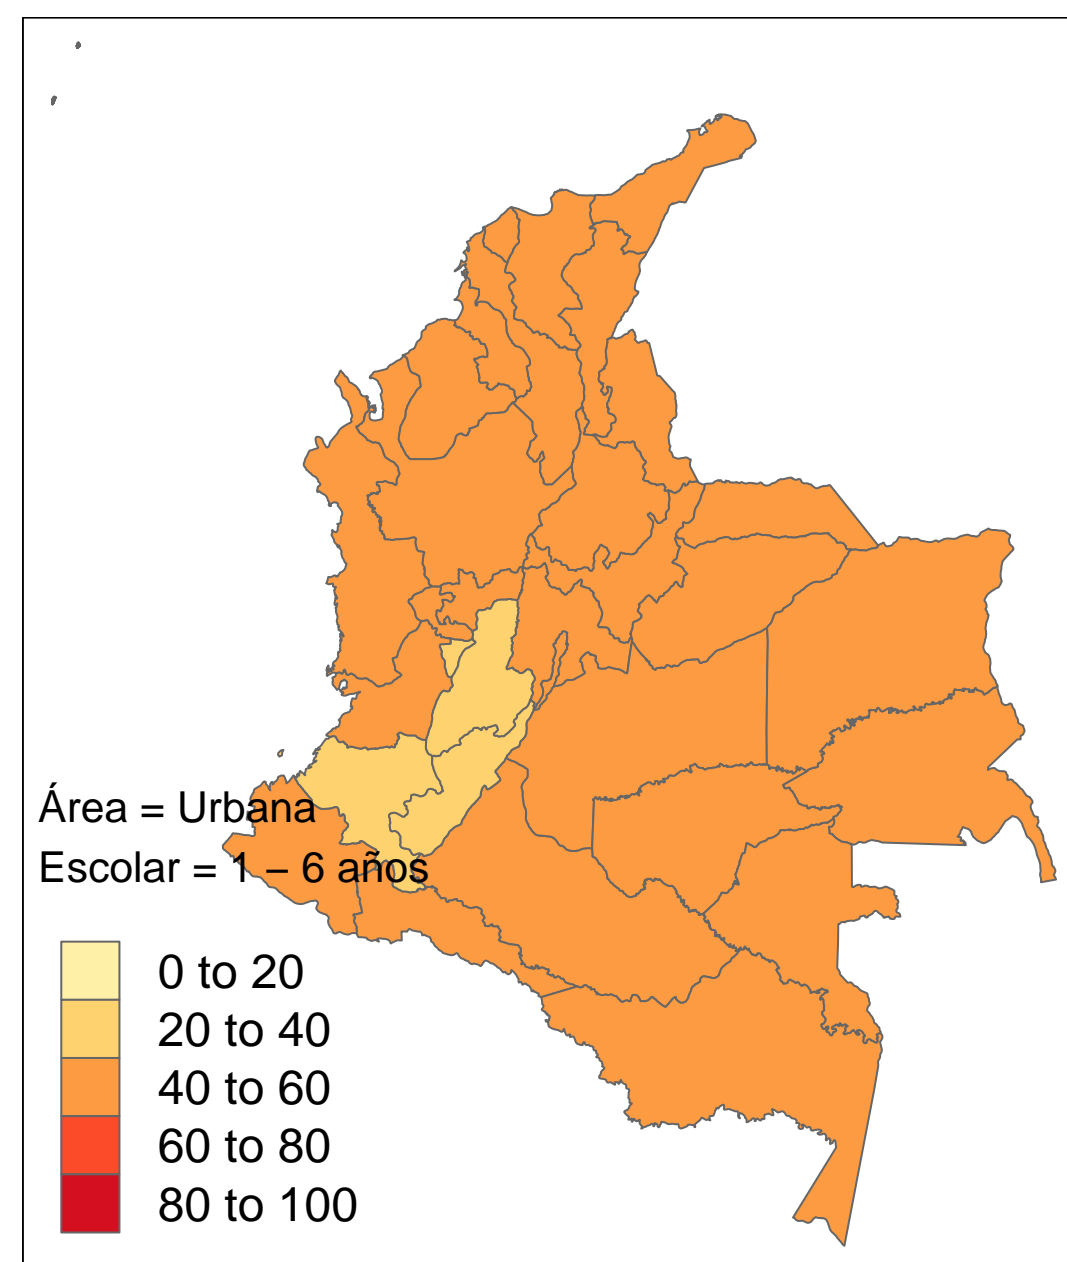 Área = Urbana
Escolar = 1 – 6 años
0 to 20
20 to 40
40 to 60
60 to 80
80 to 100